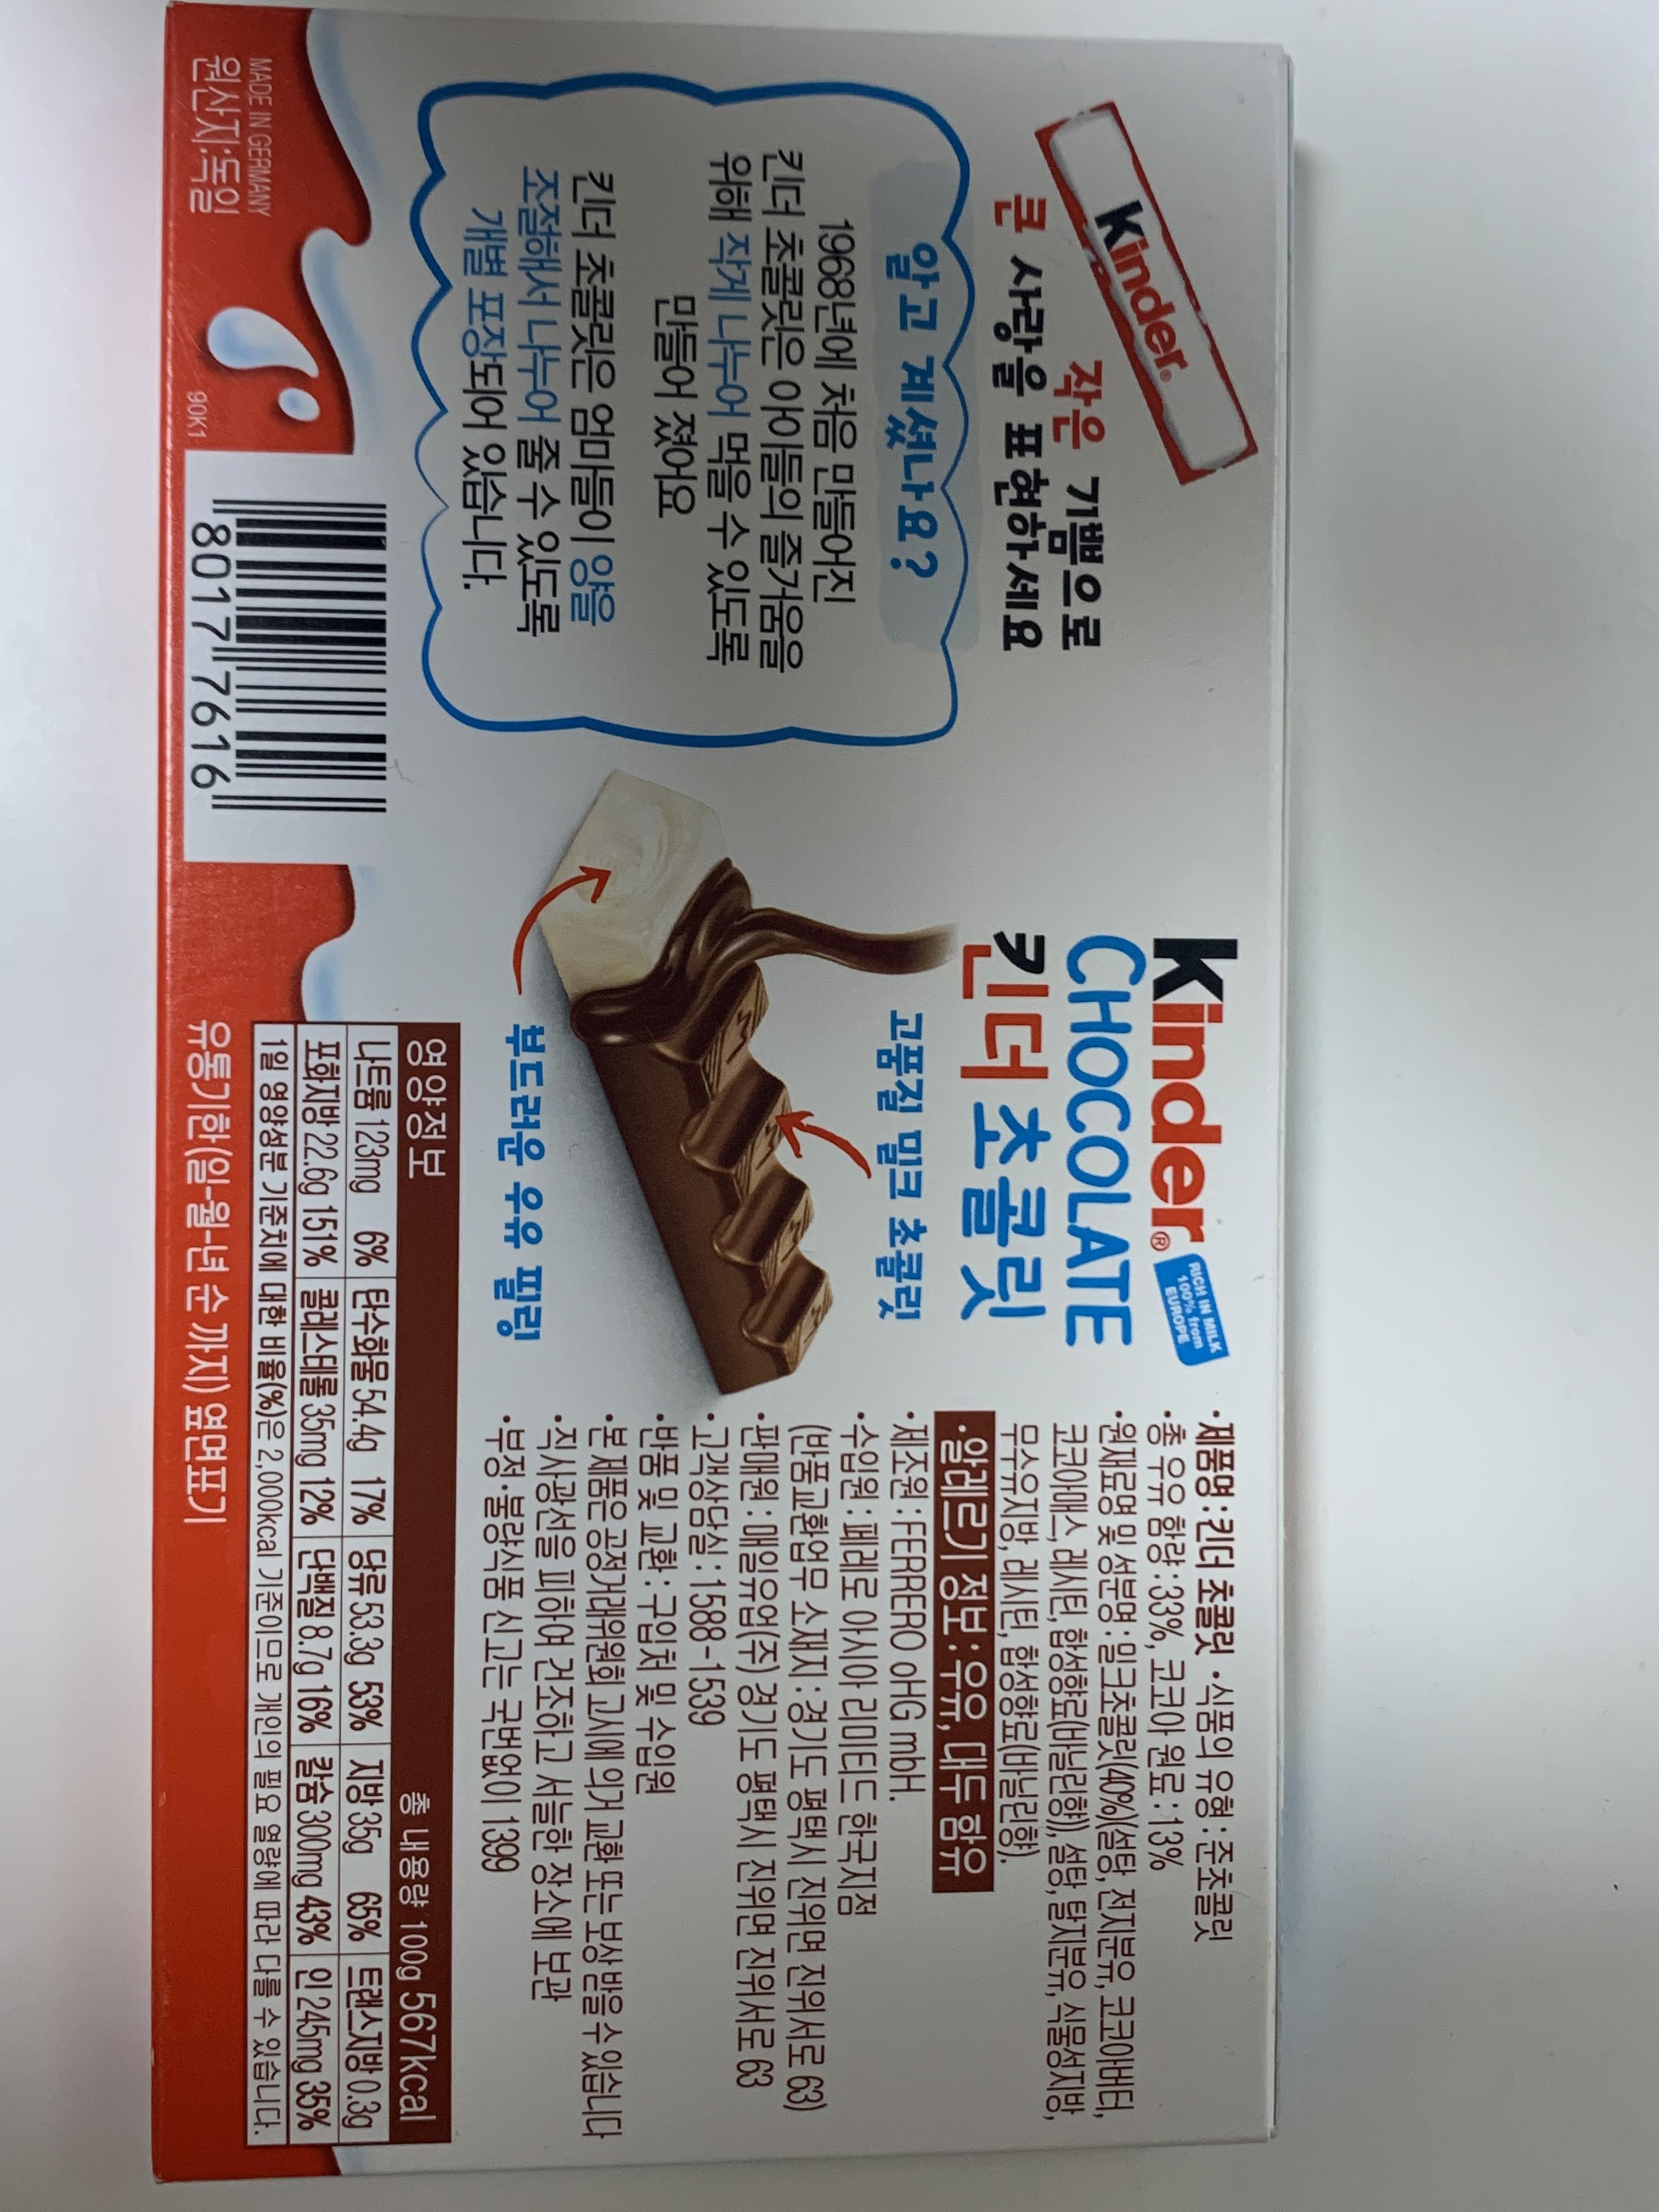 Kinder®
작은 기쁨으로
큰 사랑을 표현하세요
알고 계셨나요?
1968년에 처음 만들어진
킨더 초콜릿은 아이들의 즐거움을
위해 작게 나누어 먹을 수 있도록
만들어 졌어요
킨더 초콜릿은 엄마들이 양을
조절해서 나누어 줄 수 있도록
개별 포장되어 있습니다.
MADE IN GERMANY
원산지:독일
90K1
8017 7616
Kinder®
RICH IN MILK
100% from
EUROPE
CHOCOLATE
킨더 초콜릿
고품질 밀크 초콜릿
부드러운 우유 필링
•제품명:킨더 초콜릿 •식품의 유형:준초콜릿
•총 우유 함량:33%, 코코아 원료:13%
•원재료명 및 성분명:밀크초콜릿(40%)(설탕, 전지분유, 코코아버터,
코코아매스, 레시틴, 합성향료(바닐린향)), 설탕, 탈지분유, 식물성지방,
무수유지방, 레시틴, 합성향료(바닐린향).
•알레르기 정보:우유, 대두 함유
•제조원:FERRERO oHG mbH.
•수입원:페레로 아시아 리미티드 한국지점
(반품교환업무 소재지:경기도 평택시 진위면 진위서로 63)
•판매원:매일유업(주) 경기도 평택시 진위면 진위서로 63
•고객상담실:1588-1539
•반품 및 교환:구입처 및 수입원
•본 제품은 공정거래위원회 고시에 의거 교환 또는 보상 받을 수 있습니다
•직사광선을 피하여 건조하고 서늘한 장소에 보관
•부정•불량식품 신고는 국번없이 1399
영양정보 총 내용량 100g 567kcal
나트륨 123mg 6% 탄수화물 54.4g 17% 당류 53.3g 53% 지방 35g 65% 트랜스지방 0.3g
포화지방 22.6g 151% 콜레스테롤 35mg 12% 단백질 8.7g 16% 칼슘 300mg 43% 인 245mg 35%
1일 영양성분 기준치에 대한 비율(%)은 2,000kcal 기준이므로 개인의 필요 열량에 따라 다를 수 있습니다.
유통기한(일-월-년 순 까지) 옆면표기